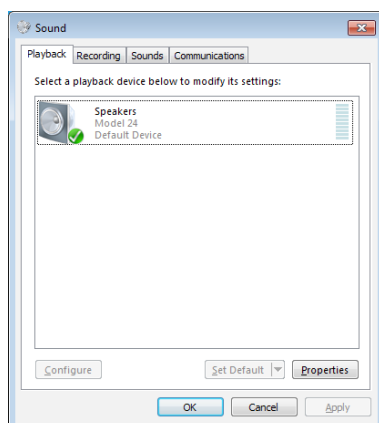 Sound
Playback Recording Sounds Communications
Select a playback device below to modify its settings:
Speakers
Model 24
Default Device
Configure Set Default Properties
OK Cancel Apply